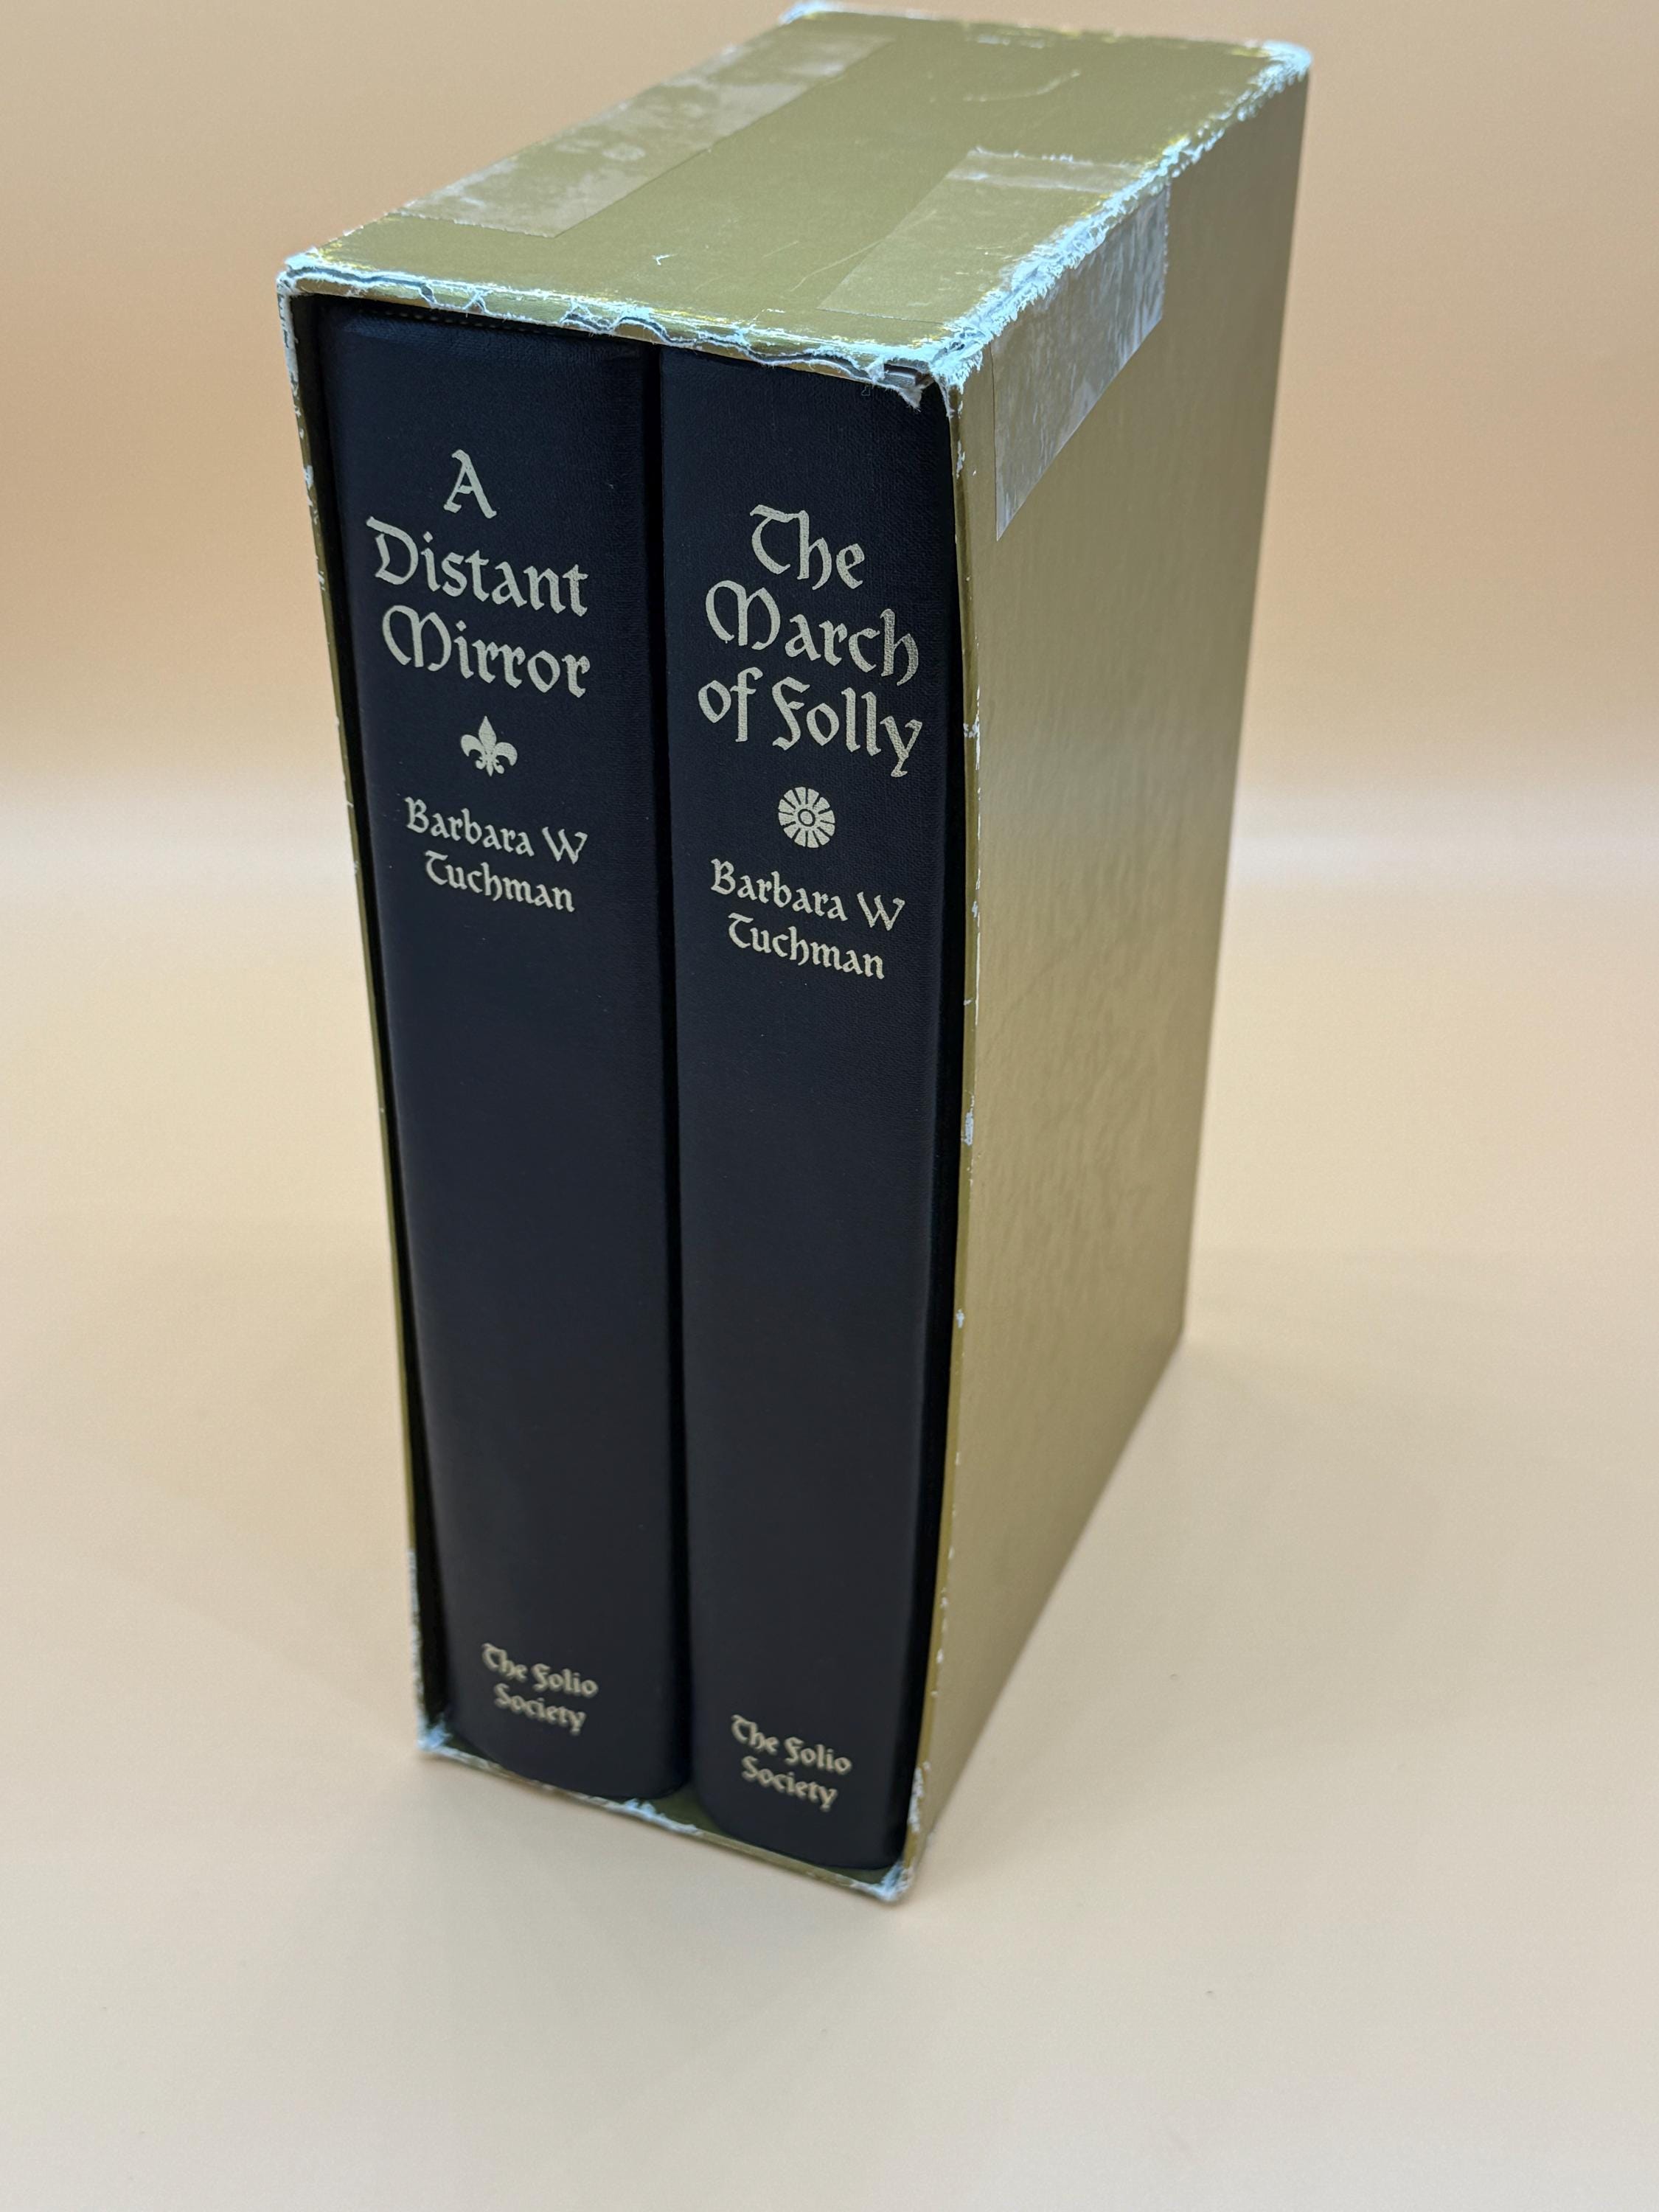 A
Distant
Mirror
Barbara W
Tuchman
The Folio
Society
The
March
of Folly
Barbara W
Tuchman
The Folio
Society